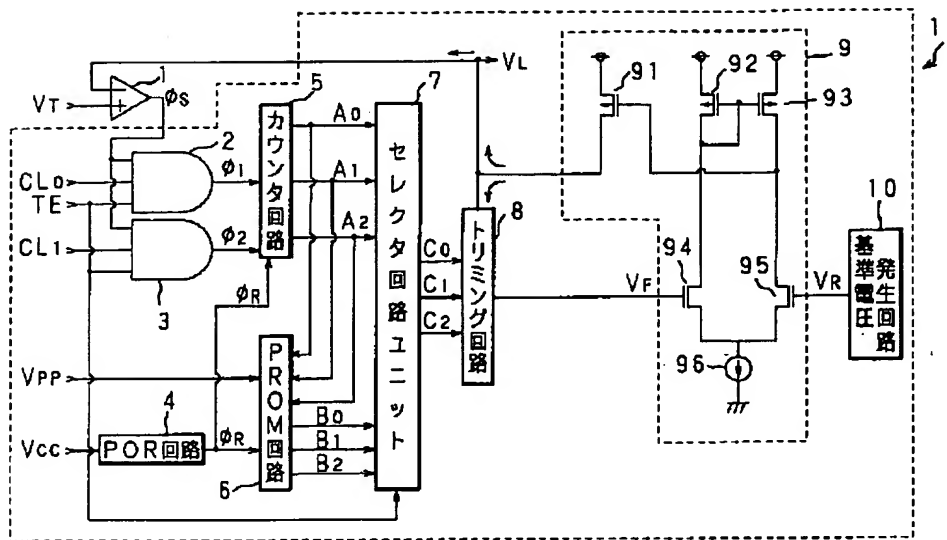 1
9
VL
91
92
93
1
VT
φS
5
カウンタ回路
7
セレクタ回路ユニット
A0
A1
A2
2
CL0
TE
φ1
CL1
φ2
3
φR
8
トリミング回路
C0
C1
C2
VF
94
95
VR
10
基準電圧
発生回路
96
VPP
4
VCC
POR回路
φR
PROM回路
6
B0
B1
B2